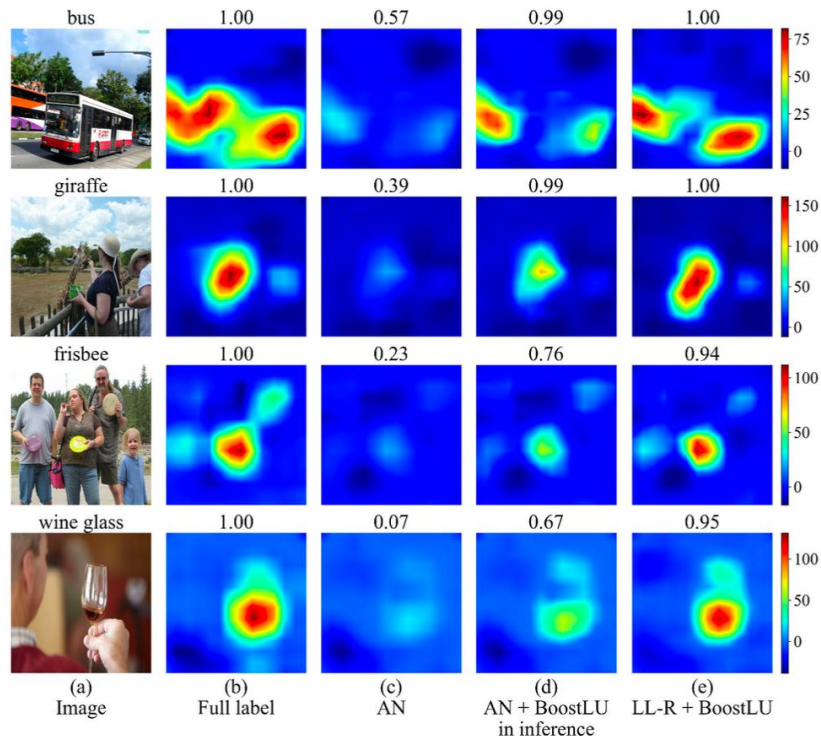 bus 1.00 0.57 0.99 1.00
75
50
25
0
giraffe 1.00 0.39 0.99 1.00
150
100
50
0
frisbee 1.00 0.23 0.76 0.94
100
50
0
wine glass 1.00 0.07 0.67 0.95
100
50
0
(a) (b) (c) (d) (e)
Image Full label AN AN + BoostLU LL-R + BoostLU
in inference